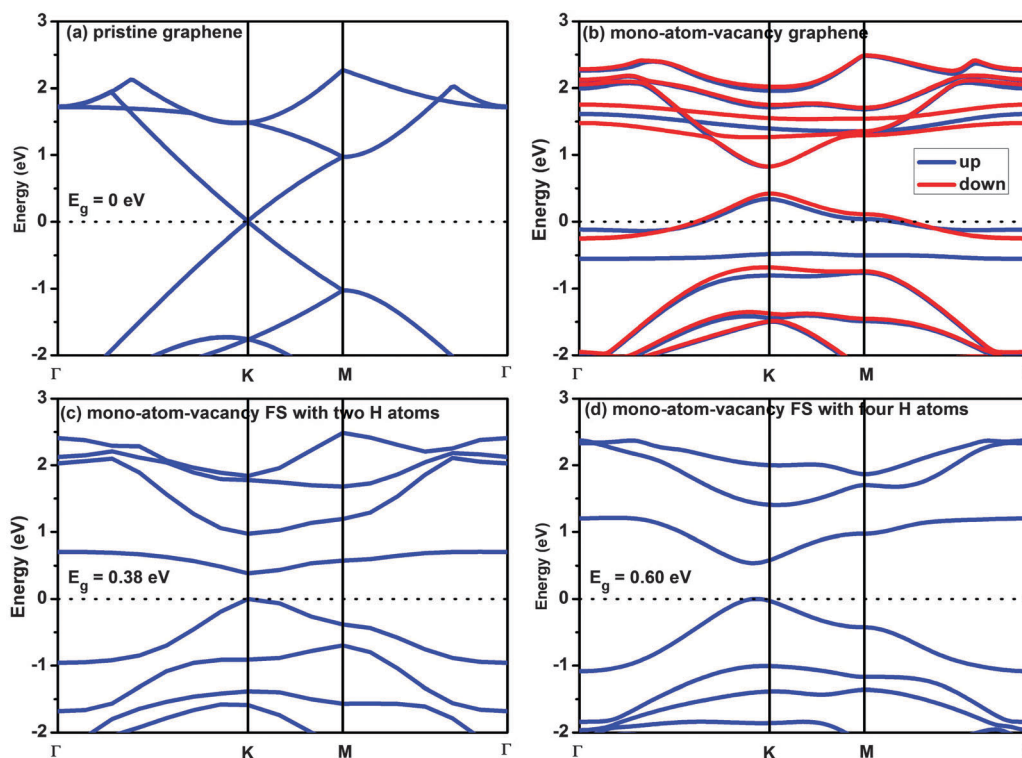 (a) pristine graphene
Energy (eV)
3
2
1
0
-1
-2
E_g = 0 eV
Γ
K
M
Γ
(b) mono-atom-vacancy graphene
Energy (eV)
3
2
1
0
-1
-2
up
down
Γ
K
M
Γ
(c) mono-atom-vacancy FS with two H atoms
Energy (eV)
3
2
1
0
-1
-2
E_g = 0.38 eV
Γ
K
M
Γ
(d) mono-atom-vacancy FS with four H atoms
Energy (eV)
3
2
1
0
-1
-2
E_g = 0.60 eV
Γ
K
M